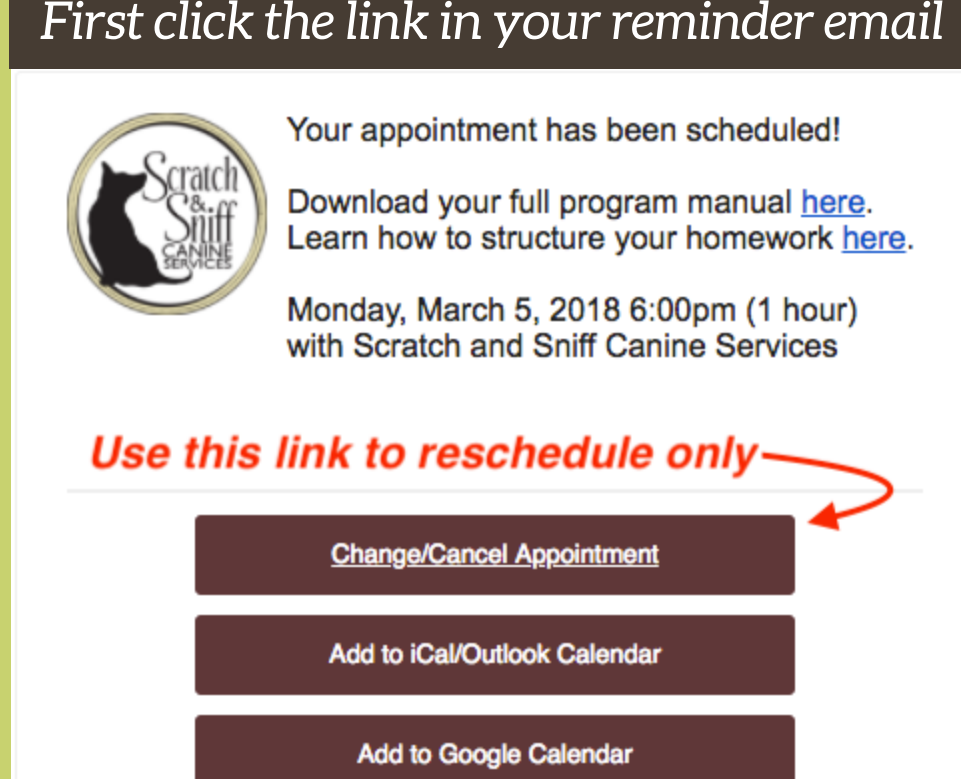 First click the link in your reminder email
Scratch
&
Sniff
CANINE
SERVICES
Your appointment has been scheduled!
Download your full program manual here.
Learn how to structure your homework here.
Monday, March 5, 2018 6:00pm (1 hour)
with Scratch and Sniff Canine Services
Use this link to reschedule only
Change/Cancel Appointment
Add to iCal/Outlook Calendar
Add to Google Calendar